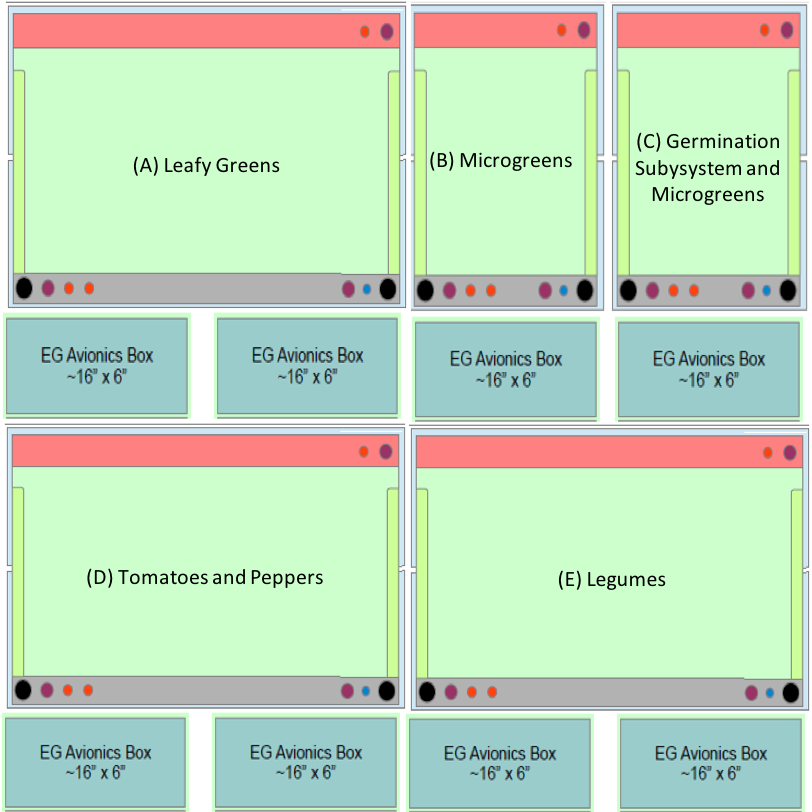 (A) Leafy Greens
(B) Microgreens
(C) Germination
Subysystem and
Microgreens
EG Avionics Box
~16” x 6”
EG Avionics Box
~16” x 6”
EG Avionics Box
~16” x 6”
EG Avionics Box
~16” x 6”
(D) Tomatoes and Peppers
(E) Legumes
EG Avionics Box
~16” x 6”
EG Avionics Box
~16” x 6”
EG Avionics Box
~16” x 6”
EG Avionics Box
~16” x 6”